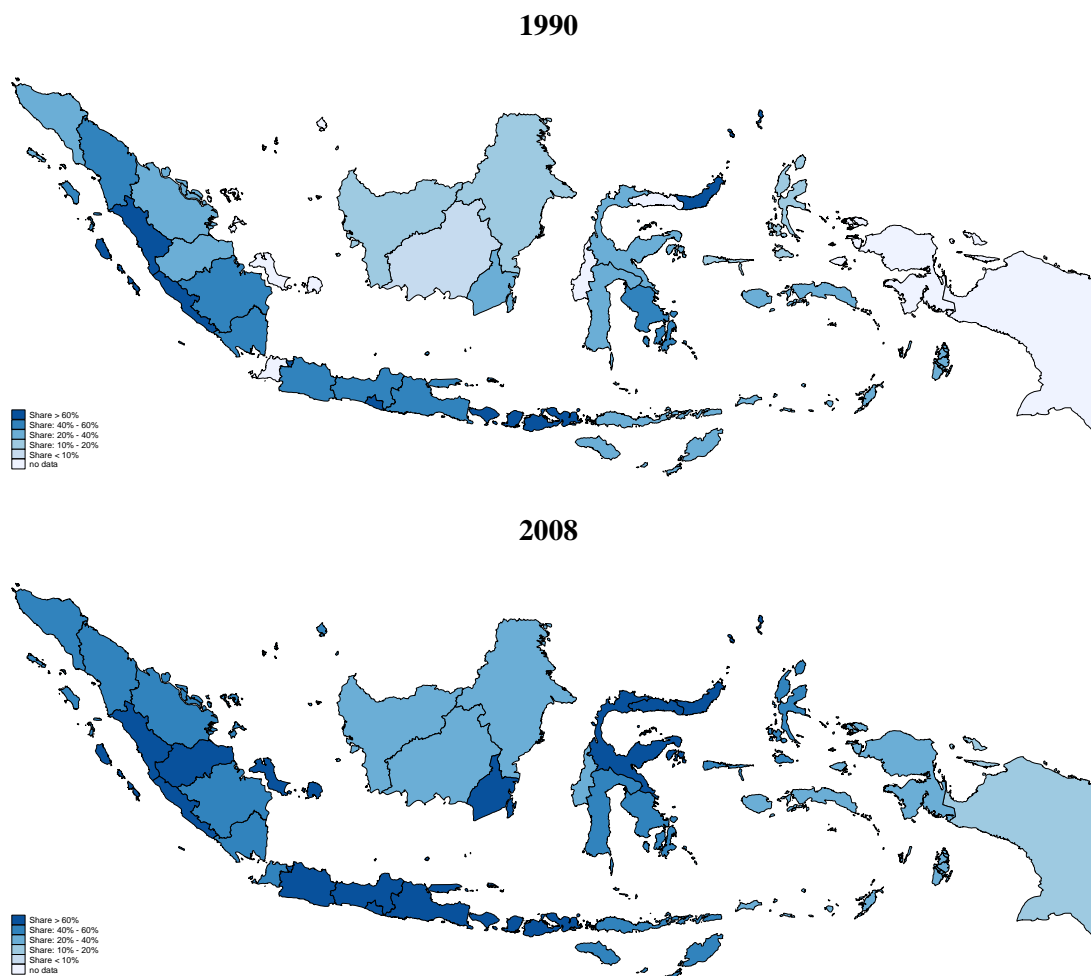 1990
Share > 60%
Share: 40% - 60%
Share: 20% - 40%
Share: 10% - 20%
Share < 10%
no data
2008
Share > 60%
Share: 40% - 60%
Share: 20% - 40%
Share: 10% - 20%
Share < 10%
no data